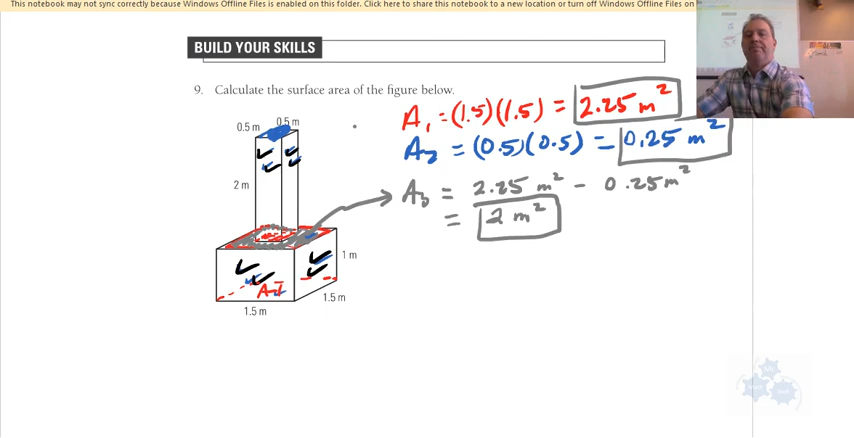 This notebook may not sync correctly because Windows Offline Files is enabled on this folder. Click here to share this notebook to a new location or turn off Windows Offline Files on
BUILD YOUR SKILLS
9. Calculate the surface area of the figure below.
A₁ = (1.5)(1.5) = 2.25 m²
A₂ = (0.5)(0.5) = 0.25 m²
A₃ = 2.25 m² - 0.25 m²
= 2 m²
0.5 m 0.5 m
2 m
1 m
1.5 m
1.5 m